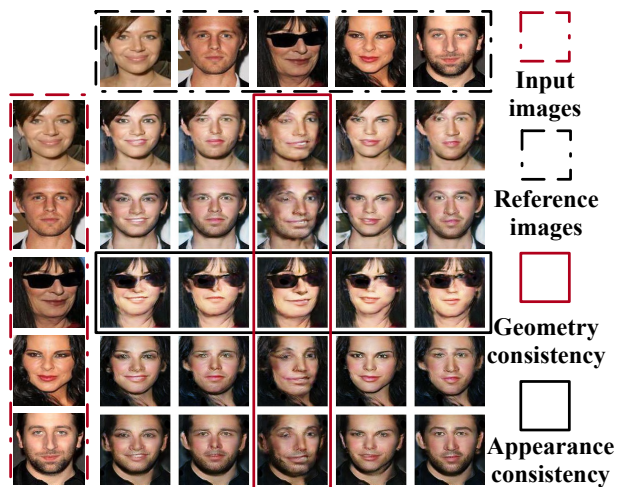 Input
images
Reference
images
Geometry
consistency
Appearance
consistency